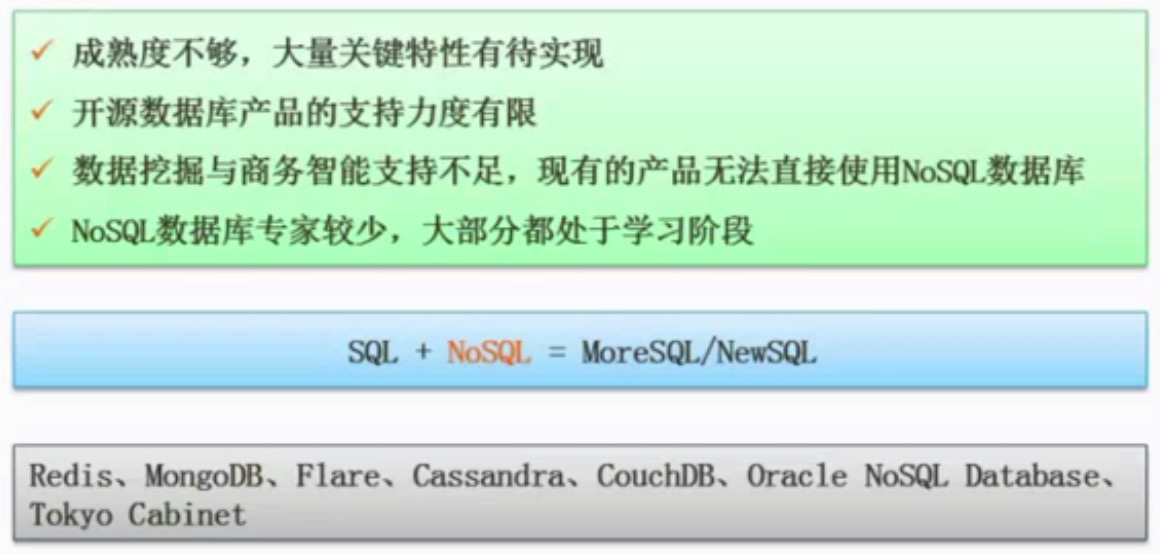 成熟度不够，大量关键特性有待实现
开源数据库产品的支持力度有限
数据挖掘与商务智能支持不足，现有的产品无法直接使用NoSQL数据库
NoSQL数据库专家较少，大部分都处于学习阶段
SQL + NoSQL = MoreSQL/NewSQL
Redis、MongoDB、Flare、Cassandra、CouchDB、Oracle NoSQL Database、
Tokyo Cabinet